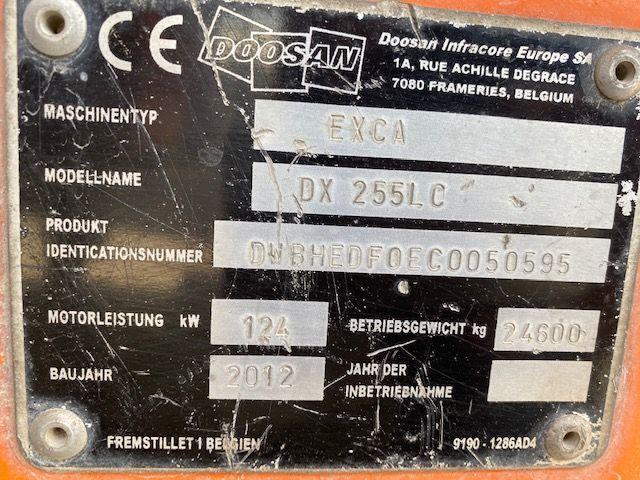 CE DOOSAN Doosan Infracore Europe SA
1A, RUE ACHILLE DEGRACE
7080 FRAMERIES, BELGIUM
MASCHINENTYP EXCA
MODELLNAME DX 255LC
PRODUKT
IDENTICATIONSNUMMER DWBHEDF0EC0050595
MOTORLEISTUNG kW 124 BETRIEBSGEWICHT kg 24600
BAUJAHR 2012 JAHR DER
INBETRIEBNAHME
FREMSTILLET I BELGIEN 9190 - 1286AD4